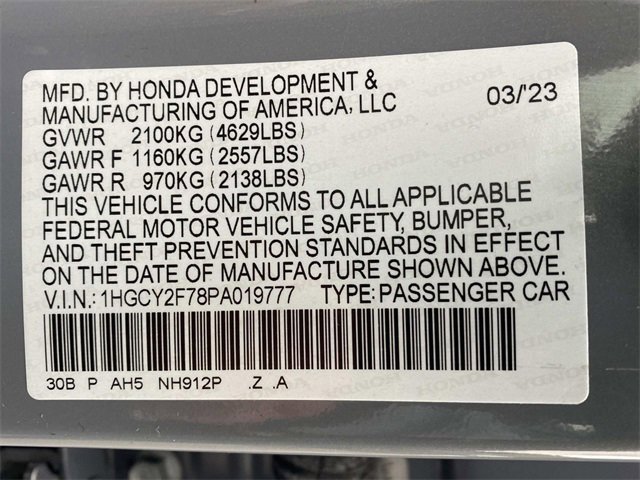 MFD. BY HONDA DEVELOPMENT &
MANUFACTURING OF AMERICA, LLC 03/'23
GVWR 2100KG (4629LBS)
GAWR F 1160KG (2557LBS)
GAWR R 970KG (2138LBS)
THIS VEHICLE CONFORMS TO ALL APPLICABLE
FEDERAL MOTOR VEHICLE SAFETY, BUMPER,
AND THEFT PREVENTION STANDARDS IN EFFECT
ON THE DATE OF MANUFACTURE SHOWN ABOVE.
V.I.N.: 1HGCY2F78PA019777 TYPE: PASSENGER CAR
30B P AH5 NH912P .Z .A